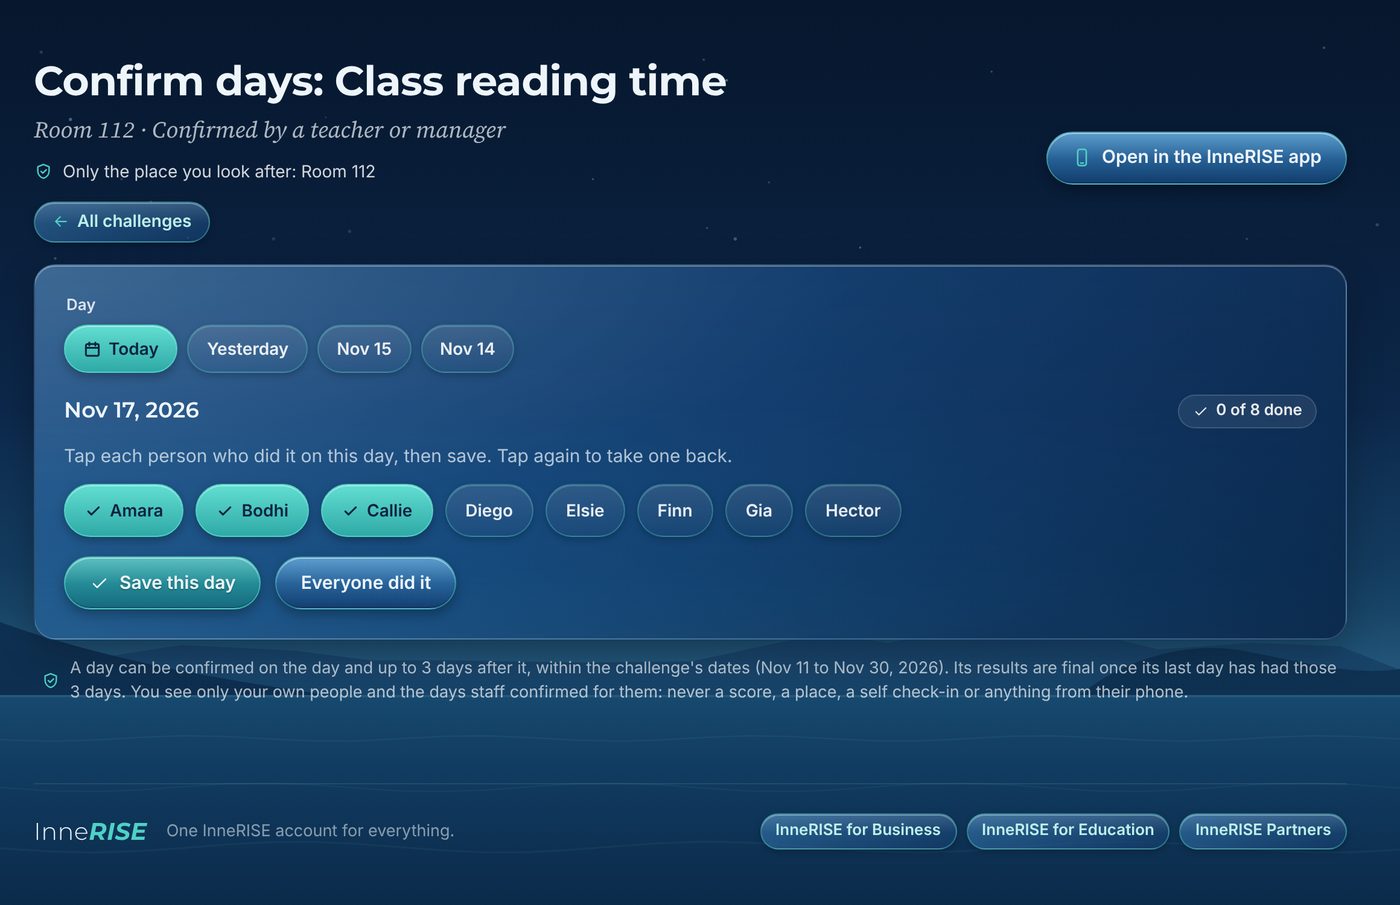 Confirm days: Class reading time
Room 112 · Confirmed by a teacher or manager
Only the place you look after: Room 112
Open in the InneRISE app
← All challenges
Day
Today
Yesterday
Nov 15
Nov 14
Nov 17, 2026
0 of 8 done
Tap each person who did it on this day, then save. Tap again to take one back.
Amara
Bodhi
Callie
Diego
Elsie
Finn
Gia
Hector
Save this day
Everyone did it
A day can be confirmed on the day and up to 3 days after it, within the challenge's dates (Nov 11 to Nov 30, 2026). Its results are final once its last day has had those
3 days. You see only your own people and the days staff confirmed for them: never a score, a place, a self check-in or anything from their phone.
InneRISE
One InneRISE account for everything.
InneRISE for Business
InneRISE for Education
InneRISE Partners